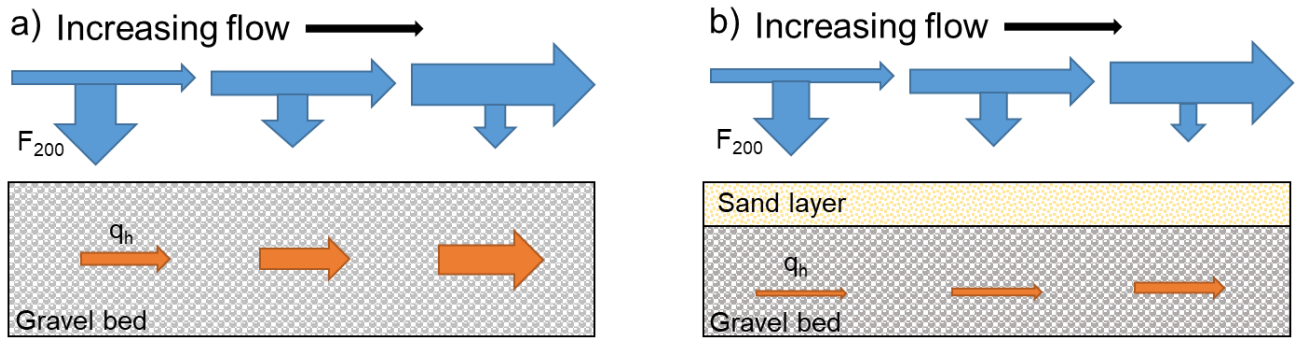 a) Increasing flow
F200
qh
Gravel bed
b) Increasing flow
F200
Sand layer
qh
Gravel bed